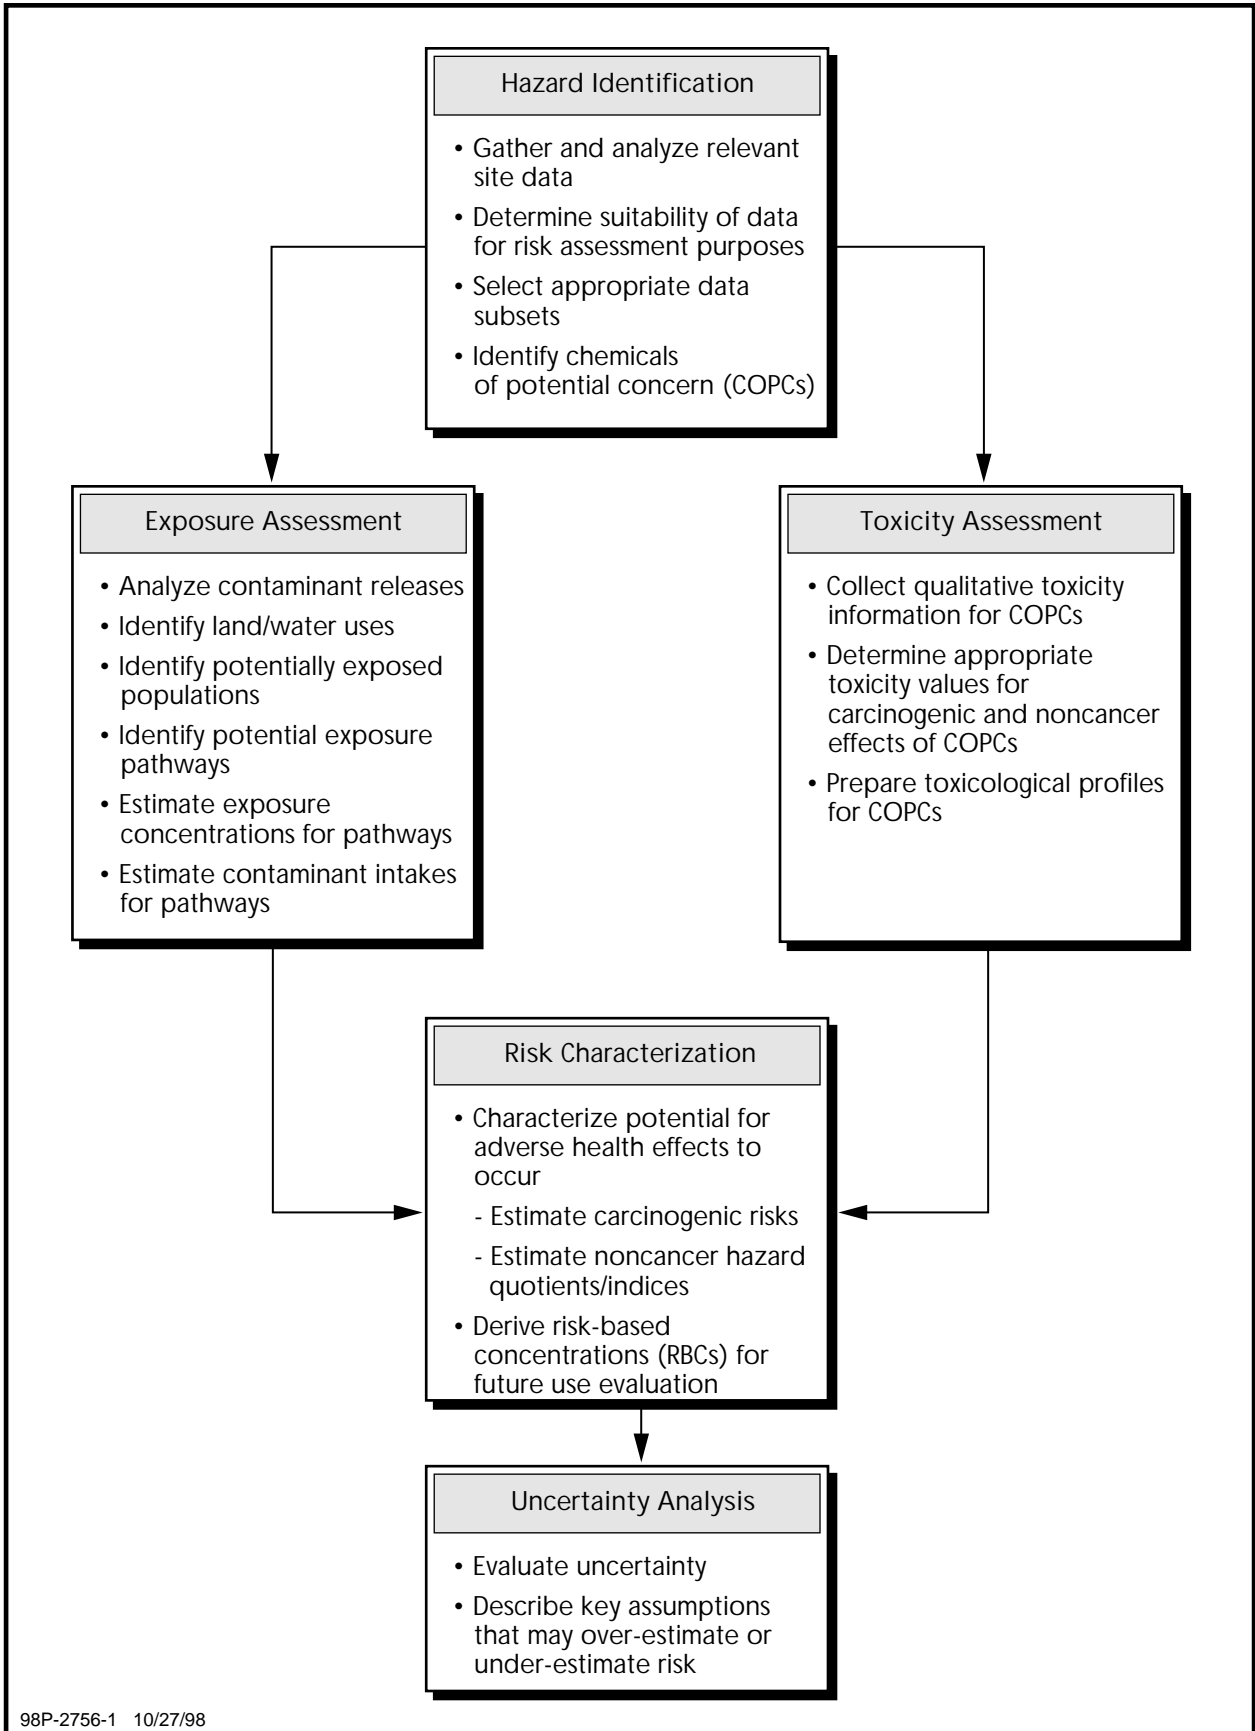 Hazard Identification
• Gather and analyze relevant
site data
• Determine suitability of data
for risk assessment purposes
• Select appropriate data
subsets
• Identify chemicals
of potential concern (COPCs)
Exposure Assessment
• Analyze contaminant releases
• Identify land/water uses
• Identify potentially exposed
populations
• Identify potential exposure
pathways
• Estimate exposure
concentrations for pathways
• Estimate contaminant intakes
for pathways
Toxicity Assessment
• Collect qualitative toxicity
information for COPCs
• Determine appropriate
toxicity values for
carcinogenic and noncancer
effects of COPCs
• Prepare toxicological profiles
for COPCs
Risk Characterization
• Characterize potential for
adverse health effects to
occur
- Estimate carcinogenic risks
- Estimate noncancer hazard
quotients/indices
• Derive risk-based
concentrations (RBCs) for
future use evaluation
Uncertainty Analysis
• Evaluate uncertainty
• Describe key assumptions
that may over-estimate or
under-estimate risk
98P-2756-1 10/27/98